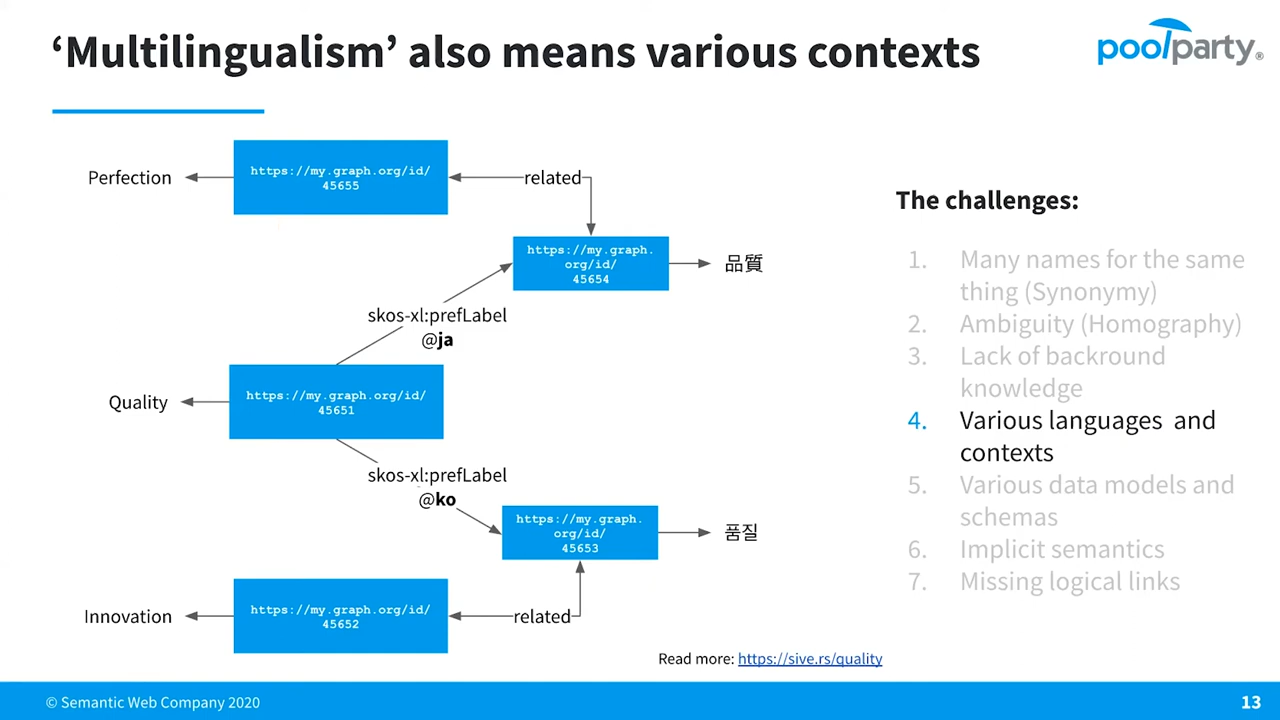 ‘Multilingualism’ also means various contexts
poolparty®
Perfection
https://my.graph.org/id/
45655
related
https://my.graph.
org/id/
45654
品質
skos-xl:prefLabel
@ja
Quality
https://my.graph.org/id/
45651
skos-xl:prefLabel
@ko
https://my.graph.
org/id/
45653
품질
Innovation
https://my.graph.org/id/
45652
related
The challenges:
1. Many names for the same
thing (Synonymy)
2. Ambiguity (Homography)
3. Lack of backround
knowledge
4. Various languages and
contexts
5. Various data models and
schemas
6. Implicit semantics
7. Missing logical links
Read more: https://sive.rs/quality
© Semantic Web Company 2020
13